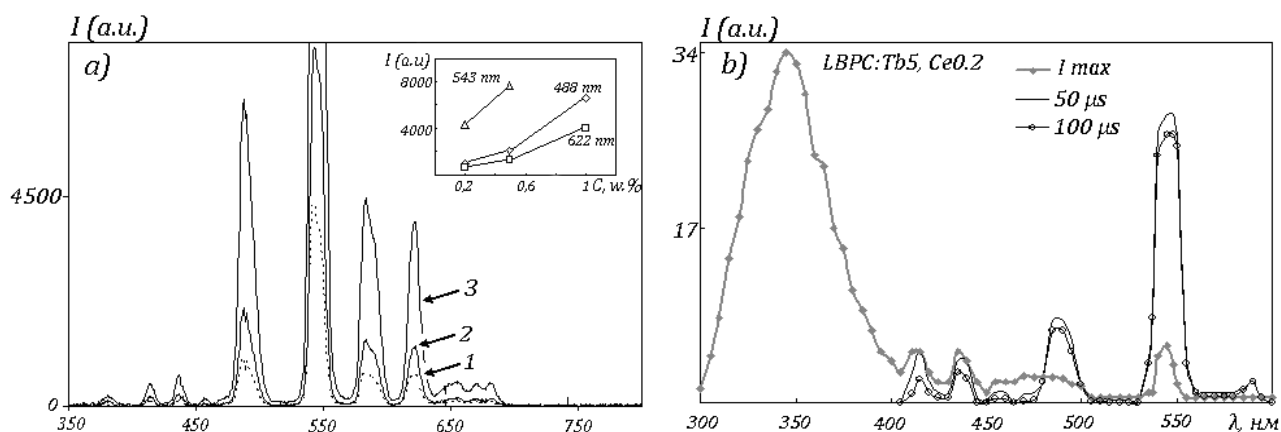 I (a.u.)
a)
I (a.u)
8000
4000
543 nm
488 nm
622 nm
0,2
0,6
1 C, w.%
4500
0
3
2
1
350
450
550
650
750
I (a.u.)
b)
34
17
LBPC:Tb5, Ce0.2
I max
50 μs
100 μs
300
350
400
450
500
550
λ, нм